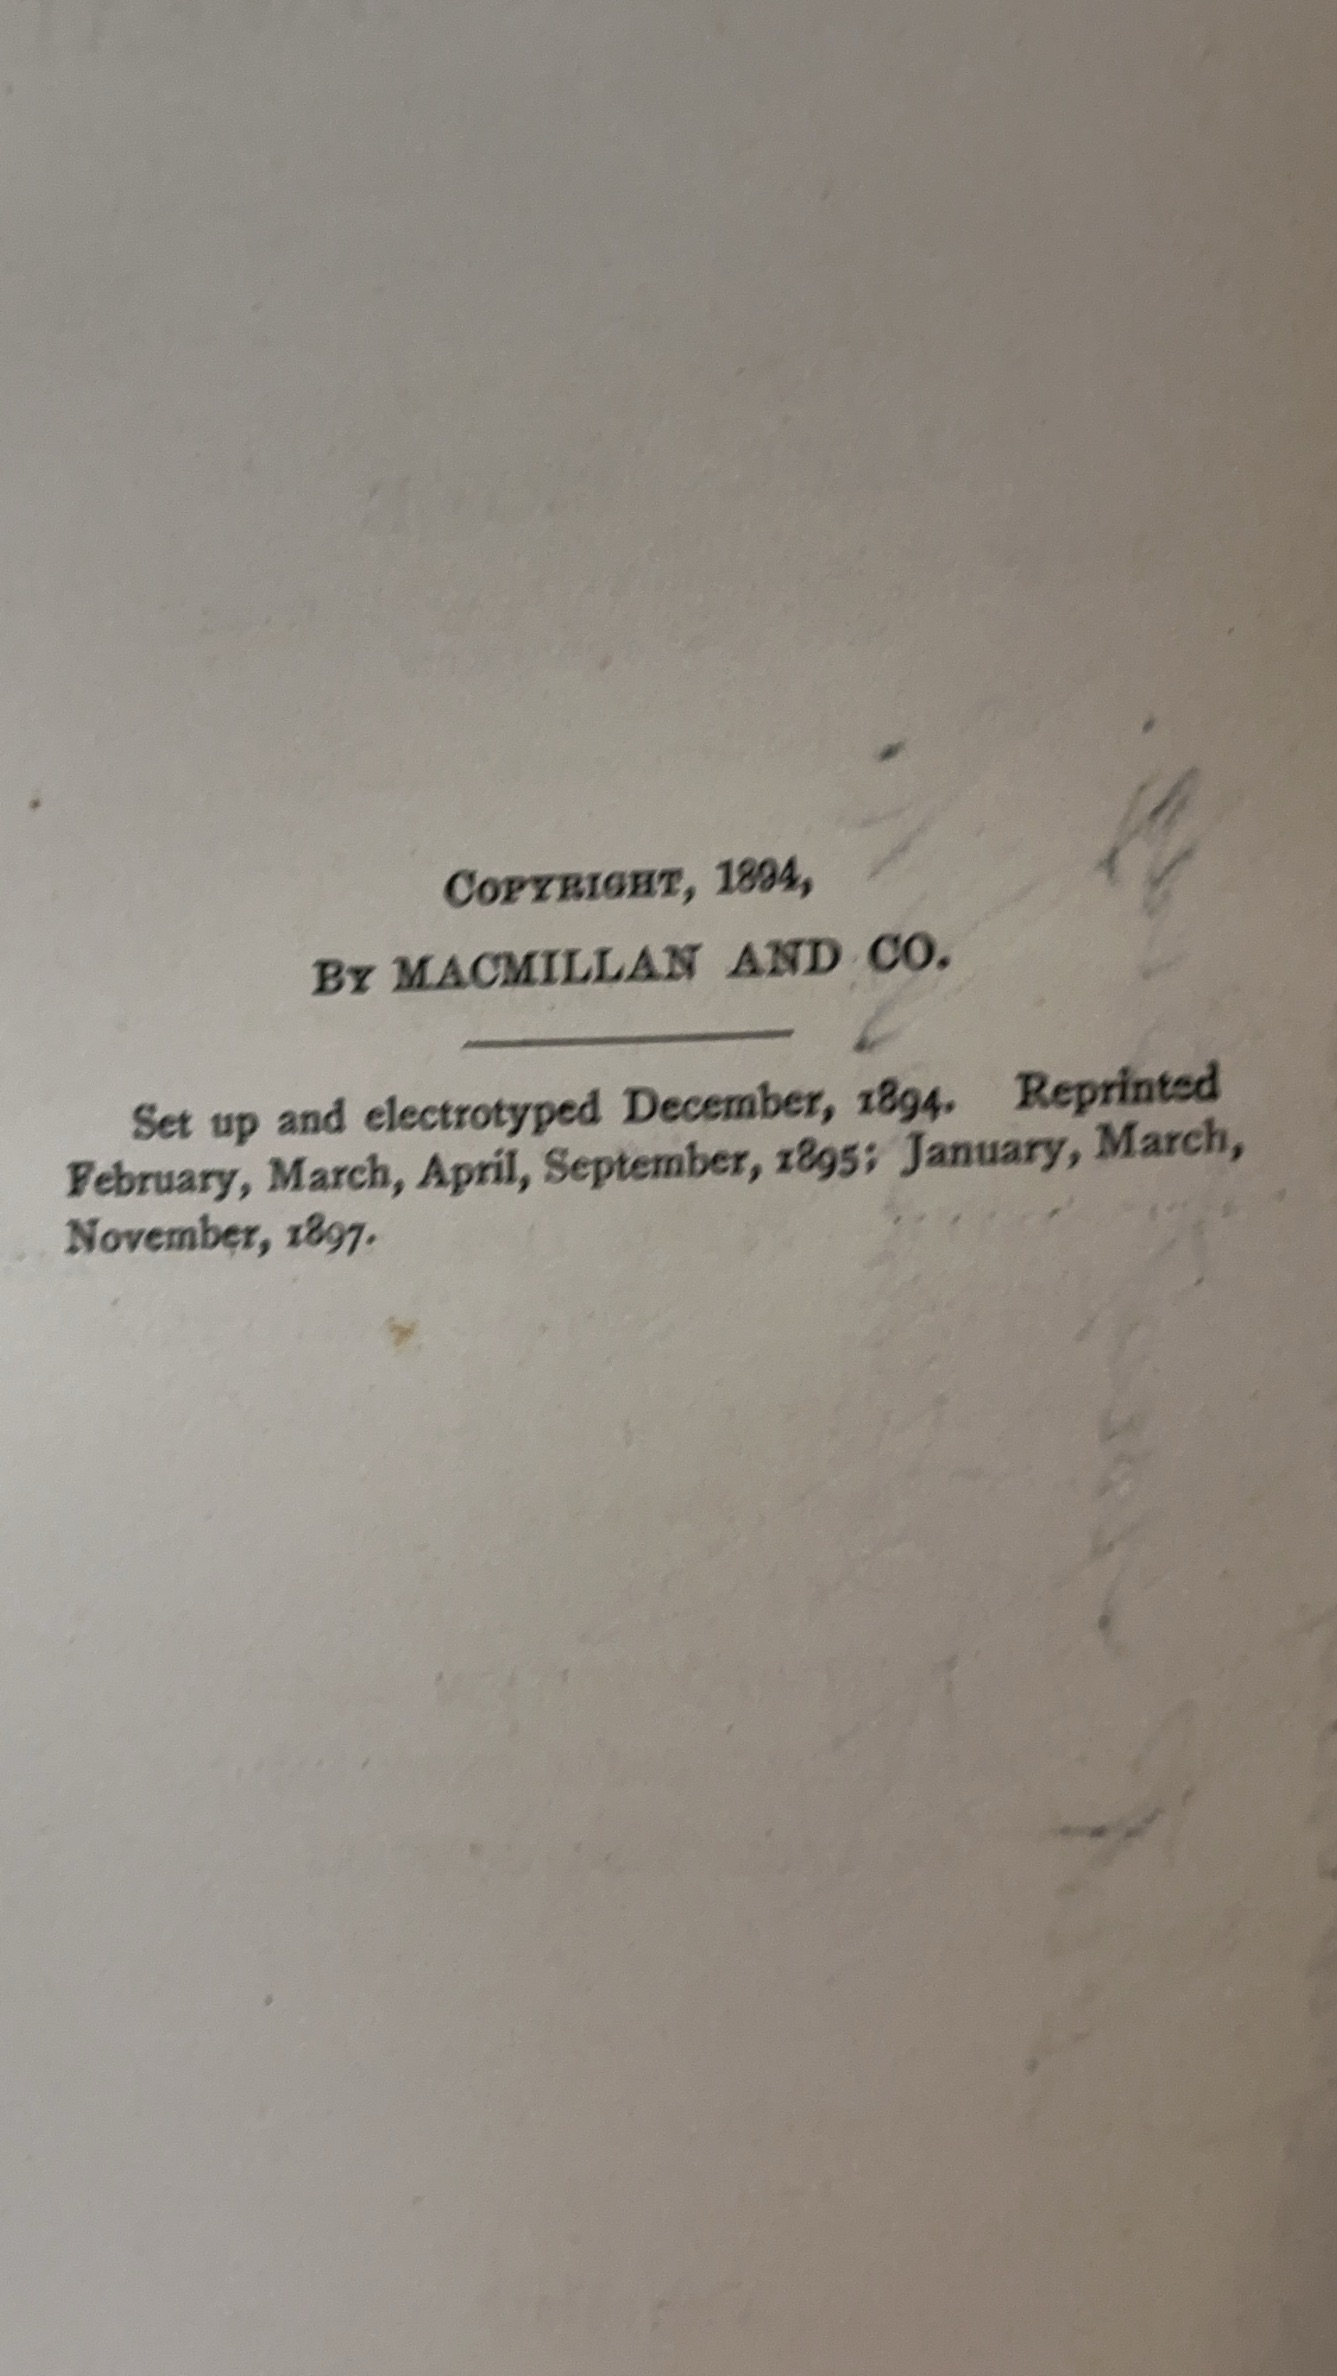 COPYRIGHT, 1894,
BY MACMILLAN AND CO.
Set up and electrotyped December, 1894. Reprinted
February, March, April, September, 1895; January, March,
November, 1897.